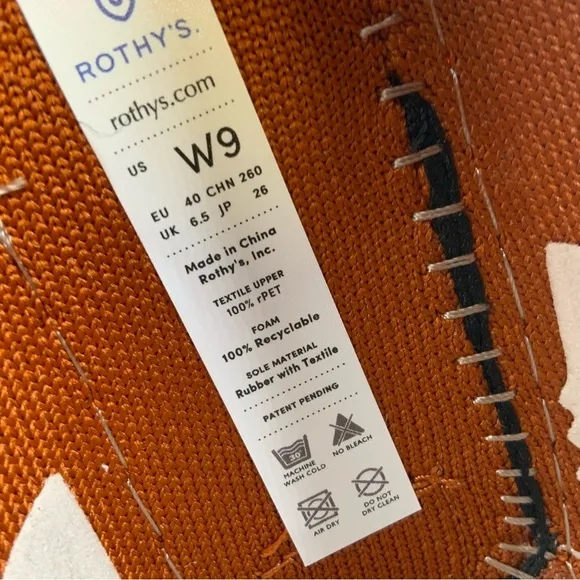 ROTHY'S.
rothys.com
US W9
EU 40 CHN 260
UK 6.5 JP 26
Made in China
Rothy's, Inc.
TEXTILE UPPER
100% rPET
FOAM
100% Recyclable
SOLE MATERIAL
Rubber with Textile
PATENT PENDING
30°
MACHINE
WASH COLD
NO BLEACH
AIR DRY
DO NOT
DRY CLEAN